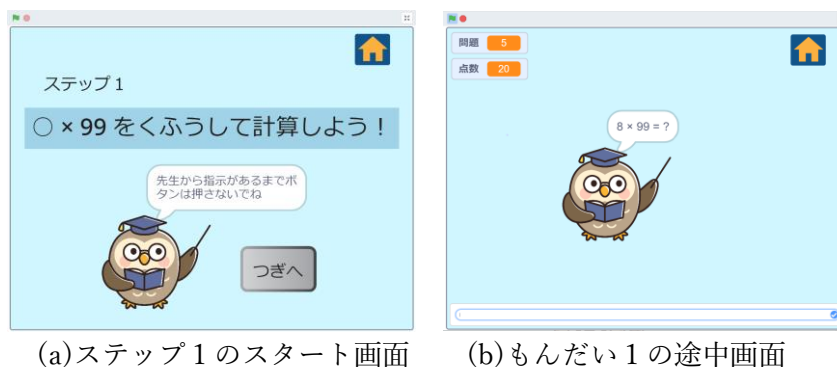 ステップ１
○ × 99 をくふうして計算しよう！
先生から指示があるまでボ
タンは押さないでね
つぎへ
(a)ステップ１のスタート画面
問題 5
点数 20
8 × 99 = ?
(b)もんだい１の途中画面